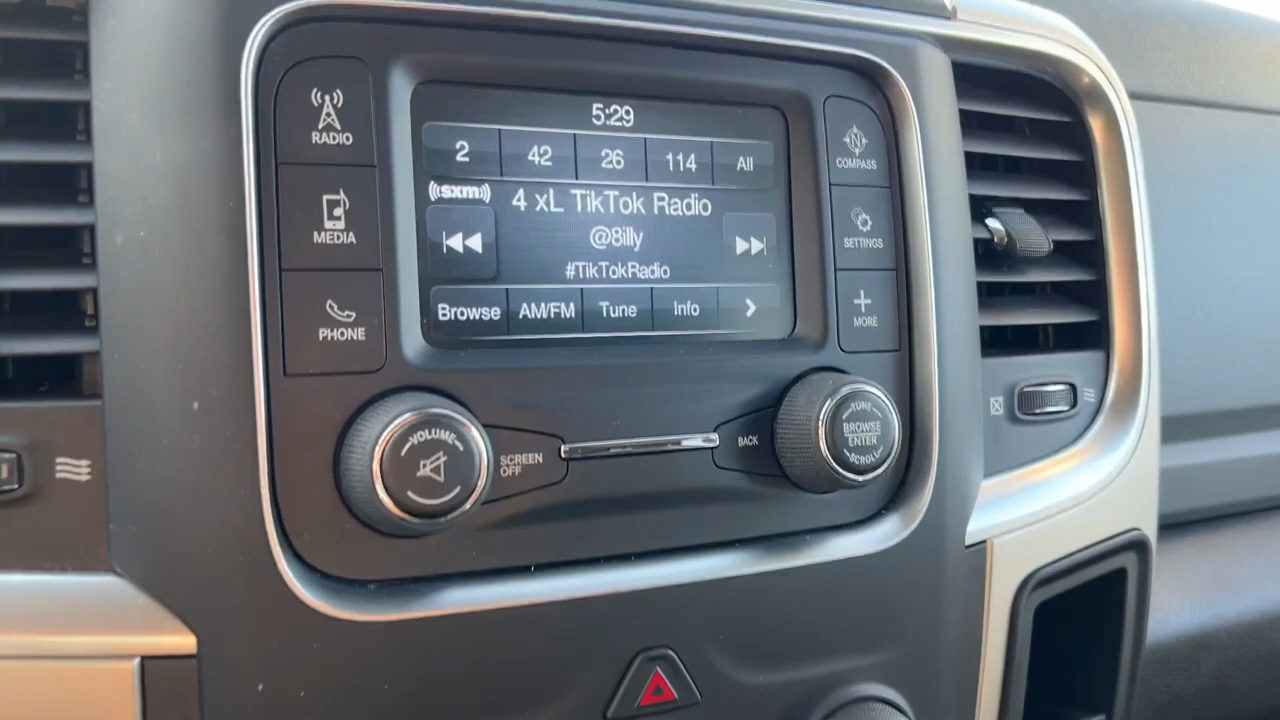 RADIO
MEDIA
PHONE
5:29
2 42 26 114 All
((sxm))
4 xL TikTok Radio
@8illy
#TikTokRadio
Browse AM/FM Tune Info >
N
COMPASS
SETTINGS
+
MORE
VOLUME
SCREEN
OFF
BACK
TUNE
BROWSE
ENTER
SCROLL